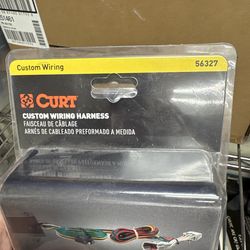 Custom Wiring
56327
CURT
CUSTOM WIRING HARNESS
FAISCEAU DE CÂBLAGE
ARNÉS DE CABLEADO PREFORMADO A MEDIDA